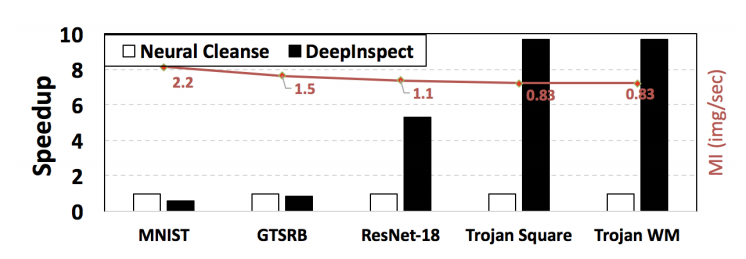 Neural Cleanse DeepInspect
10
8
6
4
2
0
Speedup
2.2
1.5
1.1
0.83
0.83
MI (img/sec)
MNIST GTSRB ResNet-18 Trojan Square Trojan WM